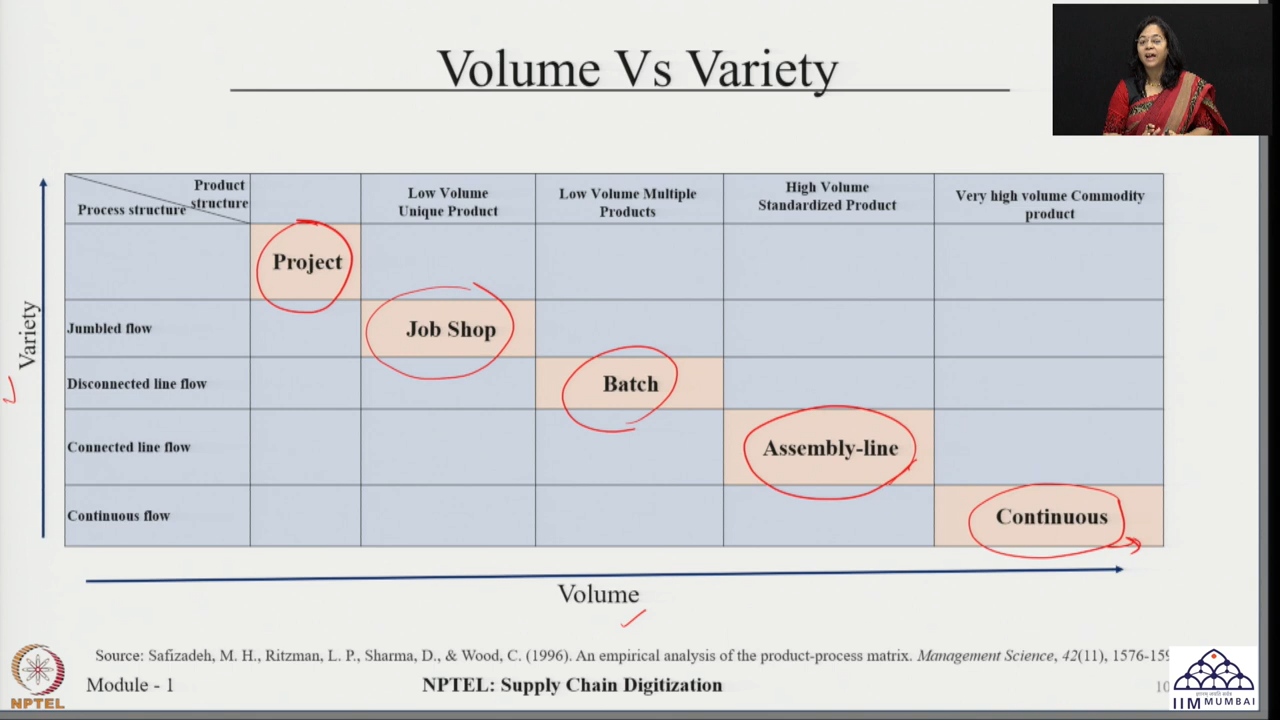 Volume Vs Variety
Product
structure
Process structure
Low Volume
Unique Product
Low Volume Multiple
Products
High Volume
Standardized Product
Very high volume Commodity
product
Project
Jumbled flow
Job Shop
Disconnected line flow
Batch
Connected line flow
Assembly-line
Continuous flow
Continuous
Variety
Volume
Source: Safizadeh, M. H., Ritzman, L. P., Sharma, D., & Wood, C. (1996). An empirical analysis of the product-process matrix. Management Science, 42(11), 1576-159
Module - 1
NPTEL: Supply Chain Digitization
10
NPTEL
IIM MUMBAI